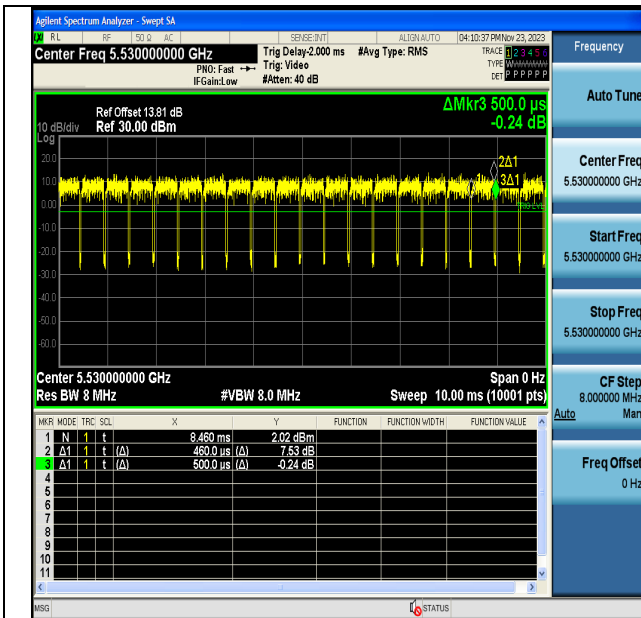 Agilent Spectrum Analyzer - Swept SA
RL RF 50 Ω AC SENSE:INT ALIGN AUTO 04:10:37 PM Nov 23, 2023
Center Freq 5.530000000 GHz
PNO: Fast
IFGain:Low
Trig Delay-2.000 ms
Trig: Video
#Atten: 40 dB
#Avg Type: RMS
TRACE 1 2 3 4 5 6
TYPE WWWWWW
DET P P P P P P
Frequency
Auto Tune
Center Freq
5.530000000 GHz
Start Freq
5.530000000 GHz
Stop Freq
5.530000000 GHz
CF Step
8.000000 MHz
Auto Man
Freq Offset
0 Hz
Ref Offset 13.81 dB
10 dB/div Ref 30.00 dBm
Log
ΔMkr3 500.0 µs
-0.24 dB
20.0
10.0
0.00
-10.0
-20.0
-30.0
-40.0
-50.0
-60.0
2Δ1
1
3Δ1
TRIG LVL
Center 5.530000000 GHz Span 0 Hz
Res BW 8 MHz #VBW 8.0 MHz Sweep 10.00 ms (10001 pts)
MKR MODE TRC SCL X Y FUNCTION FUNCTION WIDTH FUNCTION VALUE
1 N 1 t 8.460 ms 2.02 dBm
2 Δ1 1 t (Δ) 460.0 µs (Δ) 7.53 dB
3 Δ1 1 t (Δ) 500.0 µs (Δ) -0.24 dB
4
5
6
7
8
9
10
11
MSG STATUS